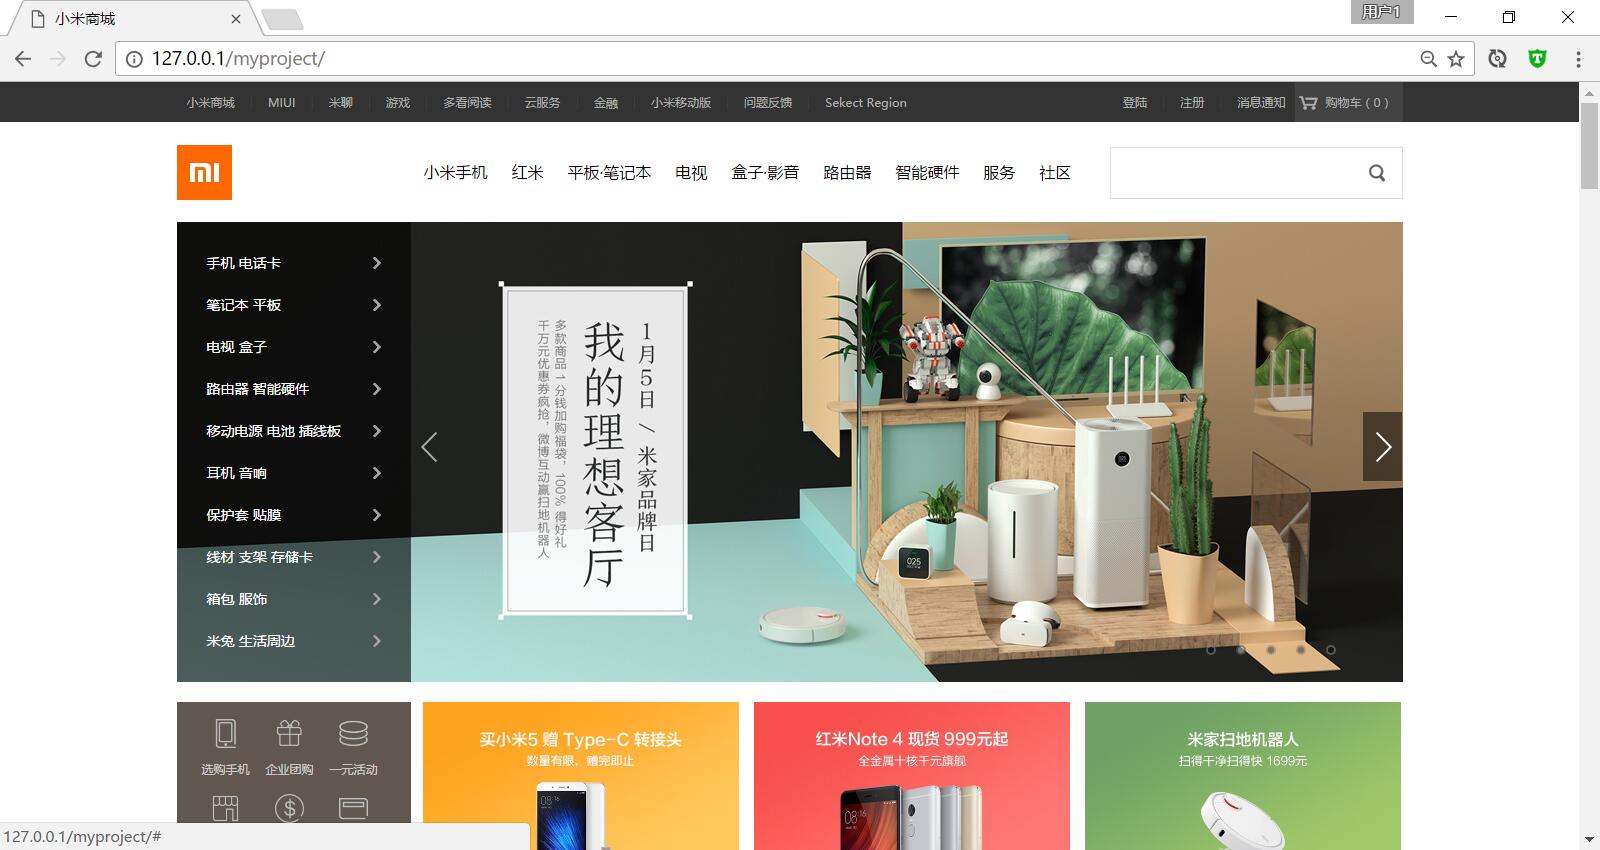 小米商城
用户1
127.0.0.1/myproject/
小米商城 MIUI 米聊 游戏 多看阅读 云服务 金融 小米移动版 问题反馈 Sekect Region 登陆 注册 消息通知 购物车 ( 0 )
mi
小米手机 红米 平板·笔记本 电视 盒子·影音 路由器 智能硬件 服务 社区
手机 电话卡
笔记本 平板
电视 盒子
路由器 智能硬件
移动电源 电池 插线板
耳机 音响
保护套 贴膜
线材 支架 存储卡
箱包 服饰
米兔 生活周边
1月5日 / 米家品牌日
我的理想客厅
多款商品 1 分钱加购福袋，100% 得好礼
千万元优惠券疯抢，微博互动赢扫地机器人
025
选购手机 企业团购 一元活动
买小米5 赠 Type-C 转接头
数量有限，赠完即止
08:16
红米Note 4 现货 999元起
全金属十核千元旗舰
08:16
米家扫地机器人
扫得干净扫得快 1699元
127.0.0.1/myproject/#